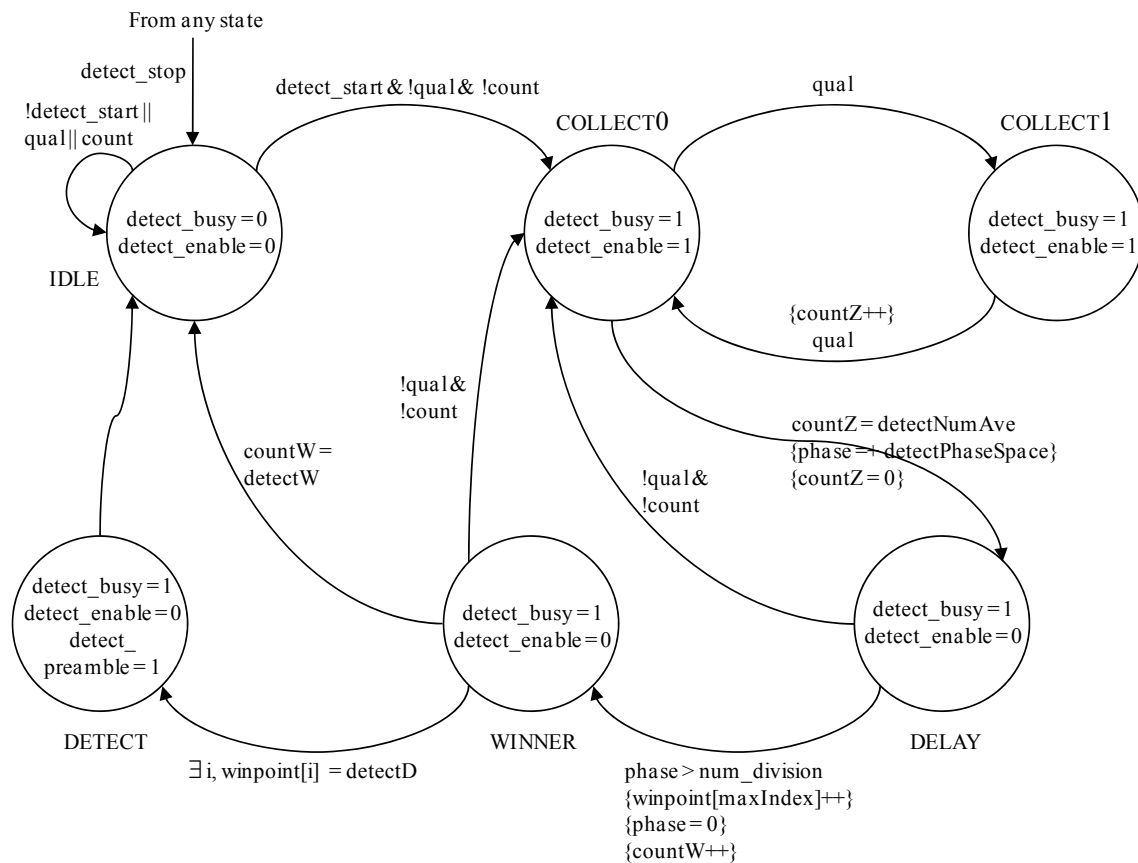 From any state
detect_stop
!detect_start ||
qual || count
detect_busy = 0
detect_enable = 0
IDLE
detect_start & !qual & !count
COLLECT0
detect_busy = 1
detect_enable = 1
qual
COLLECT1
detect_busy = 1
detect_enable = 1
{countZ++}
qual
!qual &
!count
countW =
detectW
countZ = detectNumAve
{phase =+ detectPhaseSpace}
{countZ = 0}
!qual &
!count
detect_busy = 1
detect_enable = 0
detect_
preamble = 1
DETECT
detect_busy = 1
detect_enable = 0
WINNER
detect_busy = 1
detect_enable = 0
DELAY
∃ i, winpoint[i] = detectD
phase > num_division
{winpoint[maxIndex]++}
{phase = 0}
{countW++}